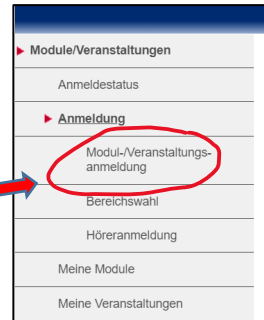 Module/Veranstaltungen
Anmeldestatus
Anmeldung
Modul-/Veranstaltungs-
anmeldung
Bereichswahl
Höreranmeldung
Meine Module
Meine Veranstaltungen